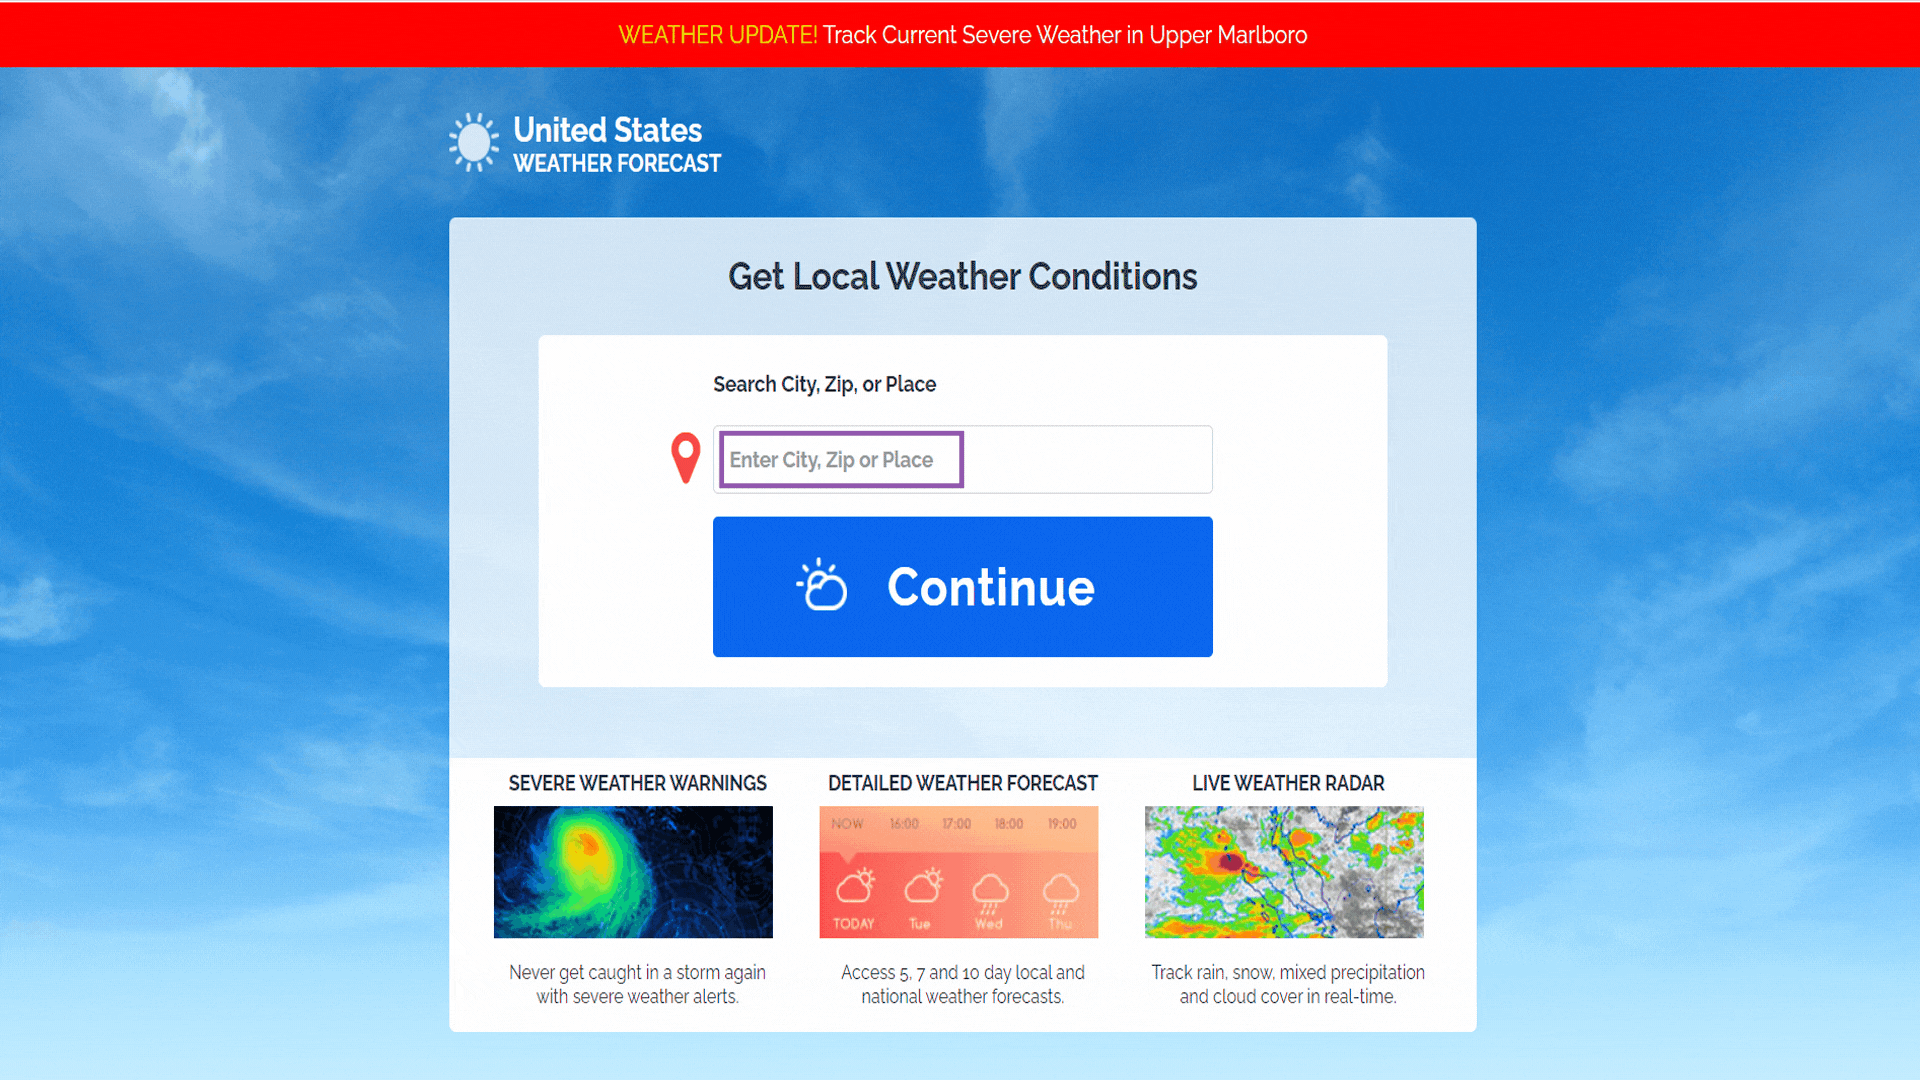 WEATHER UPDATE! Track Current Severe Weather in Upper Marlboro
United States
WEATHER FORECAST
Get Local Weather Conditions
Search City, Zip, or Place
Enter City, Zip or Place
Continue
SEVERE WEATHER WARNINGS
Never get caught in a storm again
with severe weather alerts.
DETAILED WEATHER FORECAST
NOW 16:00 17:00 18:00 19:00
TODAY Tue Wed Thu
Access 5, 7 and 10 day local and
national weather forecasts.
LIVE WEATHER RADAR
Track rain, snow, mixed precipitation
and cloud cover in real-time.